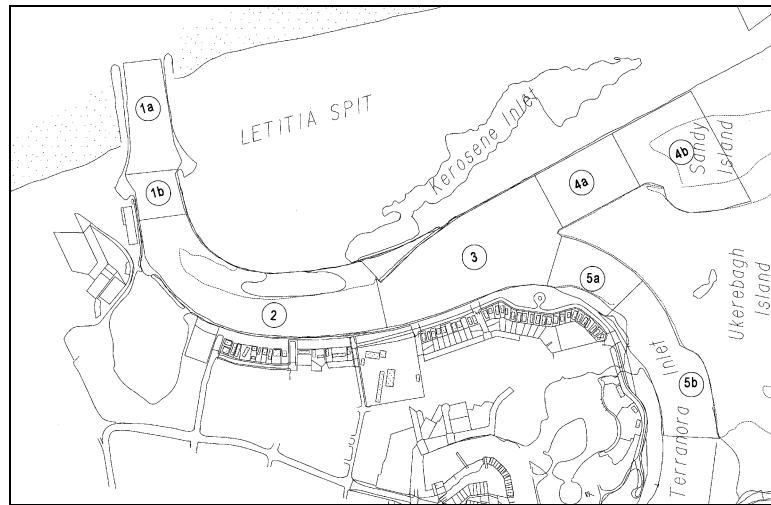 1a
LETITIA SPIT
Kerosene Inlet
1b
4a
4b
Sandy
Island
3
5a
2
Ukerebagh
Island
5b
Terranora Inlet